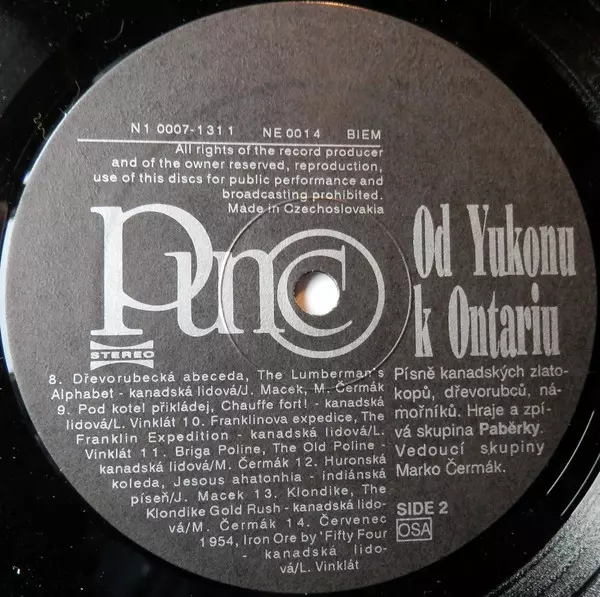 N1 0007-1311 NE 0014 BIEM
All rights of the record producer
and of the owner reserved, reproduction,
use of this discs for public performance and
broadcasting prohibited.
Made in Czechoslovakia
Punc
STEREO
Od Yukonu
k Ontariu
8. Dřevorubecká abeceda, The Lumberman's
Alphabet - kanadská lidová/J. Macek, M. Čermák
9. Pod kotel přikládej, Chauffe fort! - kanadská
lidová/L. Vinklát 10. Franklinova expedice, The
Franklin Expedition - kanadská lidová/L.
Vinklát 11. Briga Poline, The Old Poline -
kanadská lidová/M. Čermák 12. Huronská
koleda, Jesous ahatonhia - indiánská
píseň/J. Macek 13. Klondike, The
Klondike Gold Rush - kanadská lido-
vá/M. Čermák 14. Červenec
1954, Iron Ore by 'Fifty Four
- kanadská lido-
vá/L. Vinklát
Písně kanadských zlato-
kopů, dřevorubců, ná-
mořníků. Hraje a zpí-
vá skupina Paběrky.
Vedoucí skupiny
Marko Čermák.
SIDE 2
OSA